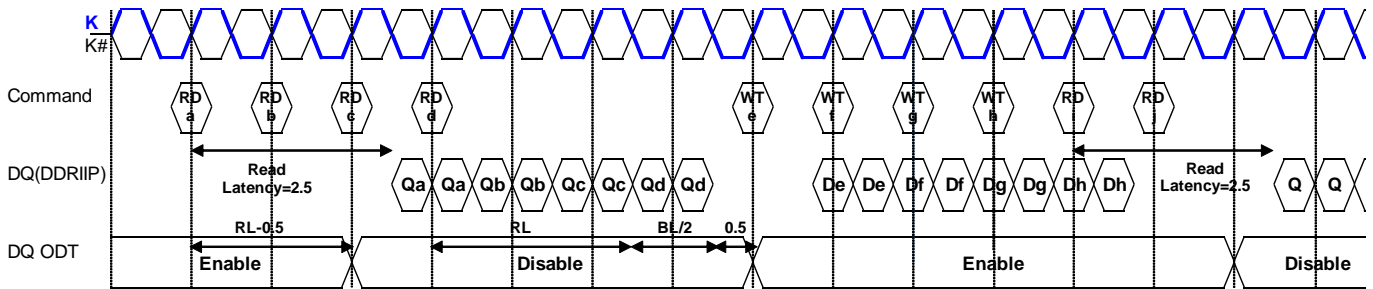 K
K#
Command
RD a
RD b
RD c
RD d
WT e
WT f
WT g
WT h
RD i
RD j
DQ(DDRIIP)
Read Latency=2.5
Qa Qa Qb Qb Qc Qc Qd Qd
De De Df Df Dg Dg Dh Dh
Read Latency=2.5
Q Q
DQ ODT
RL-0.5
RL
BL/2
0.5
Enable
Disable
Enable
Disable